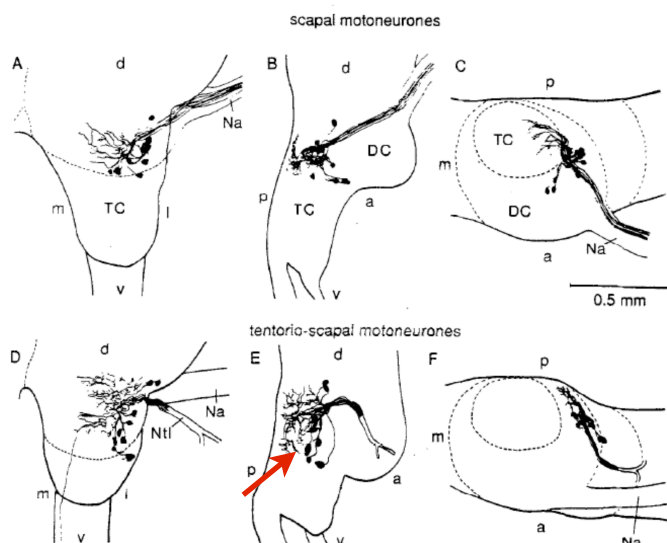 scapal motoneurones
A d Na m TC l v
B d DC p TC a v
C p TC m DC Na a
0.5 mm
tentorio-scapal motoneurones
D d Na Ntl m l v
E d p a v
F p m a Na